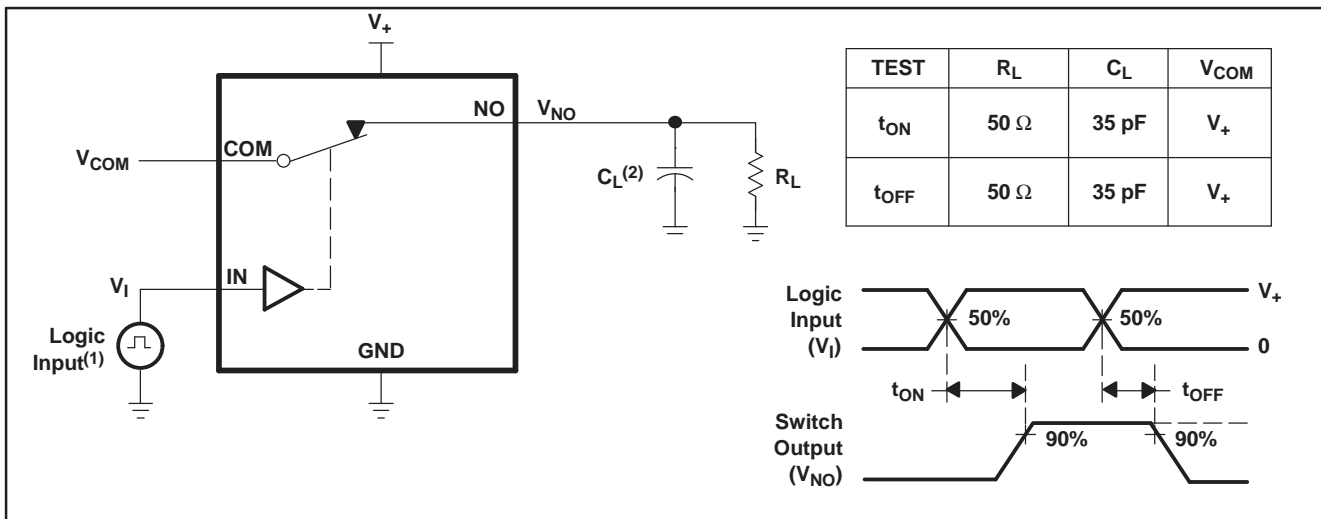 V+
NO
VNO
VCOM
COM
CL(2)
RL
VI
IN
Logic
Input(1)
GND
TEST RL CL VCOM
tON 50 Ω 35 pF V+
tOFF 50 Ω 35 pF V+
Logic
Input
(VI)
50%
50%
V+
0
tON
tOFF
Switch
Output
(VNO)
90%
90%